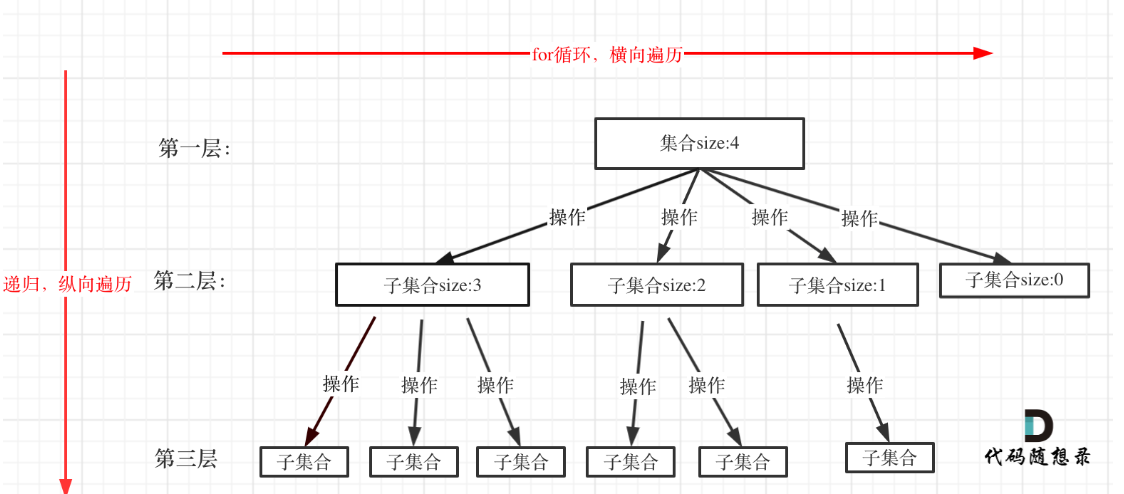 for循环，横向遍历
第一层：
集合size:4
操作
操作
操作
操作
递归，纵向遍历
第二层：
子集合size:3
子集合size:2
子集合size:1
子集合size:0
操作
操作
操作
操作
操作
操作
第三层
子集合
子集合
子集合
子集合
子集合
子集合
代码随想录